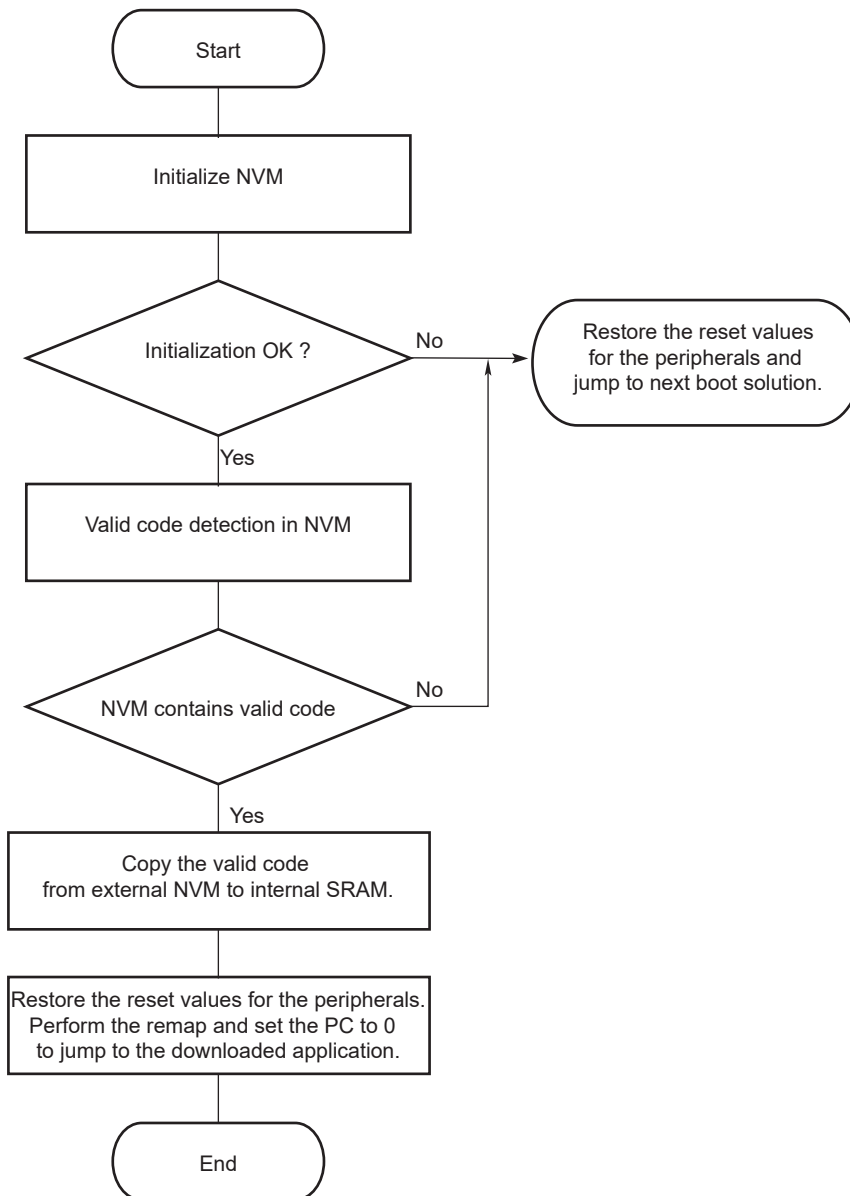 Start
Initialize NVM
Initialization OK ?
No
Restore the reset values
for the peripherals and
jump to next boot solution.
Yes
Valid code detection in NVM
NVM contains valid code
No
Yes
Copy the valid code
from external NVM to internal SRAM.
Restore the reset values for the peripherals.
Perform the remap and set the PC to 0
to jump to the downloaded application.
End